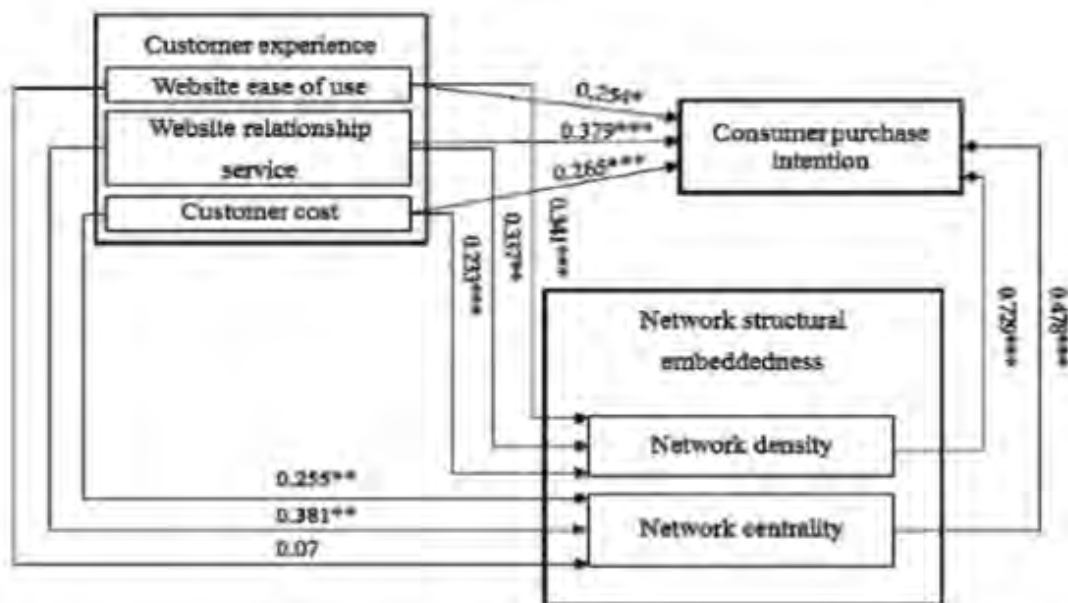 Customer experience
Website ease of use
Website relationship
service
Customer cost
0.254**
0.379***
0.265***
Consumer purchase
intention
0.233***
0.337**
0.341***
Network structural
embeddedness
Network density
Network centrality
0.729***
0.478***
0.255**
0.381**
0.07